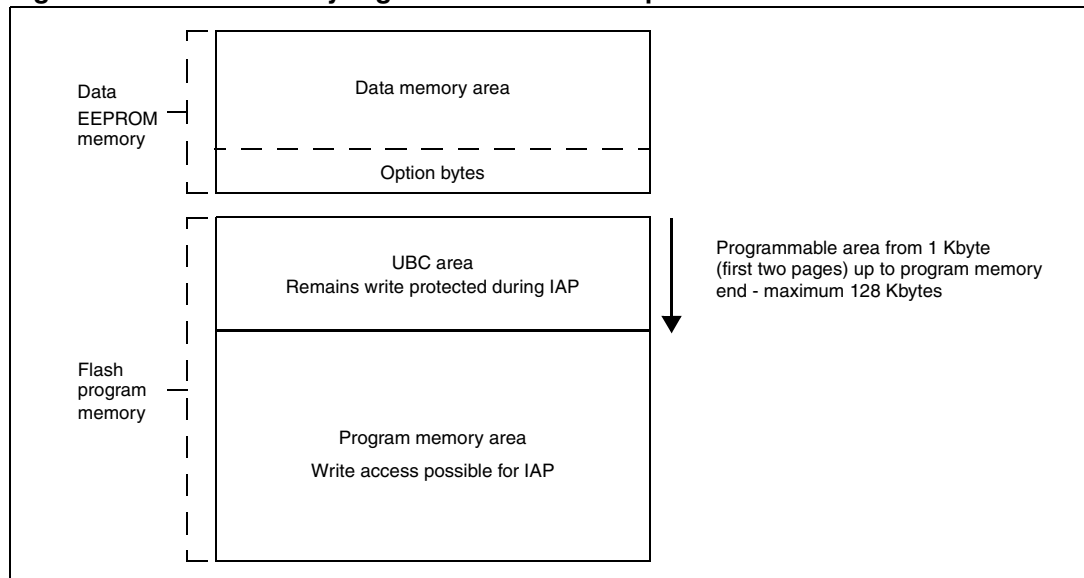 Data memory area
Data
EEPROM
memory
Option bytes
UBC area
Remains write protected during IAP
Programmable area from 1 Kbyte
(first two pages) up to program memory
end - maximum 128 Kbytes
Flash
program
memory
Program memory area
Write access possible for IAP